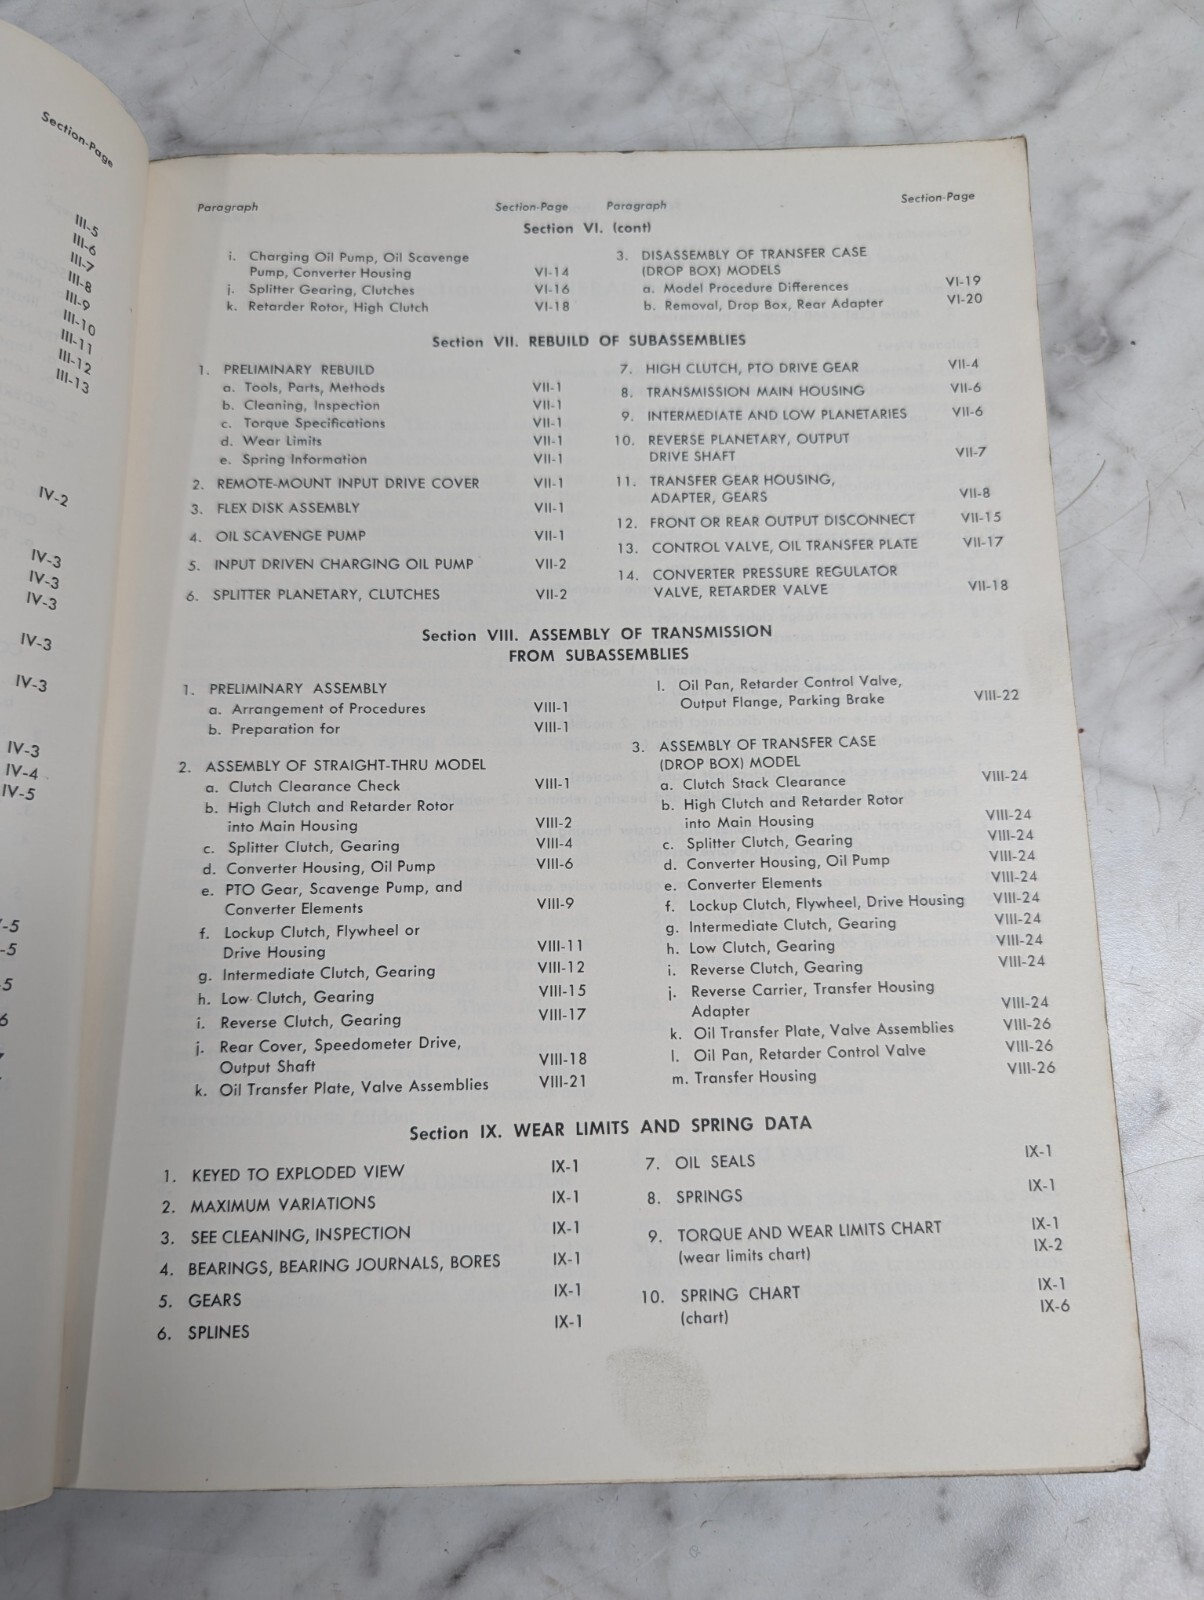 Section-Page
III-5
III-6
III-7
III-8
III-9
III-10
III-11
III-12
III-13
IV-2
IV-3
IV-3
IV-3
IV-3
IV-3
IV-3
IV-4
IV-5
-5
-5
-5
6
Paragraph Section-Page Paragraph Section-Page
Section VI. (cont)
i. Charging Oil Pump, Oil Scavenge
Pump, Converter Housing VI-14
j. Splitter Gearing, Clutches VI-16
k. Retarder Rotor, High Clutch VI-18
3. DISASSEMBLY OF TRANSFER CASE
(DROP BOX) MODELS
a. Model Procedure Differences VI-19
b. Removal, Drop Box, Rear Adapter VI-20
Section VII. REBUILD OF SUBASSEMBLIES
1. PRELIMINARY REBUILD
a. Tools, Parts, Methods VII-1
b. Cleaning, Inspection VII-1
c. Torque Specifications VII-1
d. Wear Limits VII-1
e. Spring Information VII-1
2. REMOTE-MOUNT INPUT DRIVE COVER VII-1
3. FLEX DISK ASSEMBLY VII-1
4. OIL SCAVENGE PUMP VII-1
5. INPUT DRIVEN CHARGING OIL PUMP VII-2
6. SPLITTER PLANETARY, CLUTCHES VII-2
7. HIGH CLUTCH, PTO DRIVE GEAR VII-4
8. TRANSMISSION MAIN HOUSING VII-6
9. INTERMEDIATE AND LOW PLANETARIES VII-6
10. REVERSE PLANETARY, OUTPUT
DRIVE SHAFT VII-7
11. TRANSFER GEAR HOUSING,
ADAPTER, GEARS VII-8
12. FRONT OR REAR OUTPUT DISCONNECT VII-15
13. CONTROL VALVE, OIL TRANSFER PLATE VII-17
14. CONVERTER PRESSURE REGULATOR
VALVE, RETARDER VALVE VII-18
Section VIII. ASSEMBLY OF TRANSMISSION
FROM SUBASSEMBLIES
1. PRELIMINARY ASSEMBLY
a. Arrangement of Procedures VIII-1
b. Preparation for VIII-1
2. ASSEMBLY OF STRAIGHT-THRU MODEL
a. Clutch Clearance Check VIII-1
b. High Clutch and Retarder Rotor
into Main Housing VIII-2
c. Splitter Clutch, Gearing VIII-4
d. Converter Housing, Oil Pump VIII-6
e. PTO Gear, Scavenge Pump, and
Converter Elements VIII-9
f. Lockup Clutch, Flywheel or
Drive Housing VIII-11
g. Intermediate Clutch, Gearing VIII-12
h. Low Clutch, Gearing VIII-15
i. Reverse Clutch, Gearing VIII-17
j. Rear Cover, Speedometer Drive,
Output Shaft VIII-18
k. Oil Transfer Plate, Valve Assemblies VIII-21
l. Oil Pan, Retarder Control Valve,
Output Flange, Parking Brake VIII-22
3. ASSEMBLY OF TRANSFER CASE
(DROP BOX) MODEL
a. Clutch Stack Clearance VIII-24
b. High Clutch and Retarder Rotor
into Main Housing VIII-24
c. Splitter Clutch, Gearing VIII-24
d. Converter Housing, Oil Pump VIII-24
e. Converter Elements VIII-24
f. Lockup Clutch, Flywheel, Drive Housing VIII-24
g. Intermediate Clutch, Gearing VIII-24
h. Low Clutch, Gearing VIII-24
i. Reverse Clutch, Gearing VIII-24
j. Reverse Carrier, Transfer Housing
Adapter VIII-24
k. Oil Transfer Plate, Valve Assemblies VIII-26
l. Oil Pan, Retarder Control Valve VIII-26
m. Transfer Housing VIII-26
Section IX. WEAR LIMITS AND SPRING DATA
1. KEYED TO EXPLODED VIEW IX-1
2. MAXIMUM VARIATIONS IX-1
3. SEE CLEANING, INSPECTION IX-1
4. BEARINGS, BEARING JOURNALS, BORES IX-1
5. GEARS IX-1
6. SPLINES IX-1
7. OIL SEALS IX-1
8. SPRINGS IX-1
9. TORQUE AND WEAR LIMITS CHART IX-1
(wear limits chart) IX-2
10. SPRING CHART IX-1
(chart) IX-6